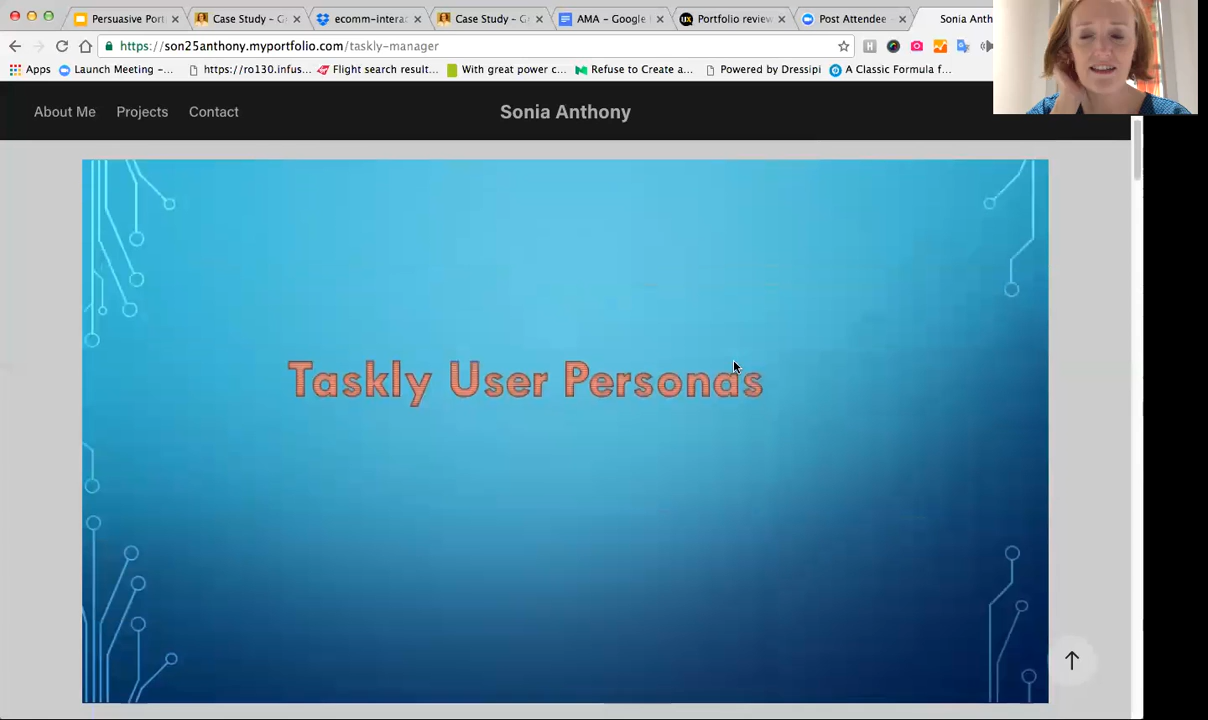 Persuasive Port
Case Study – Gr
ecomm-intera
Case Study – Gr
AMA – Google
Portfolio review
Post Attendee –
Sonia Anth
https://son25anthony.myportfolio.com/taskly-manager
Apps
Launch Meeting –...
https://ro130.infus...
Flight search result...
With great power c...
Refuse to Create a...
Powered by Dressipi
A Classic Formula f...
About Me
Projects
Contact
Sonia Anthony
Taskly User Personas